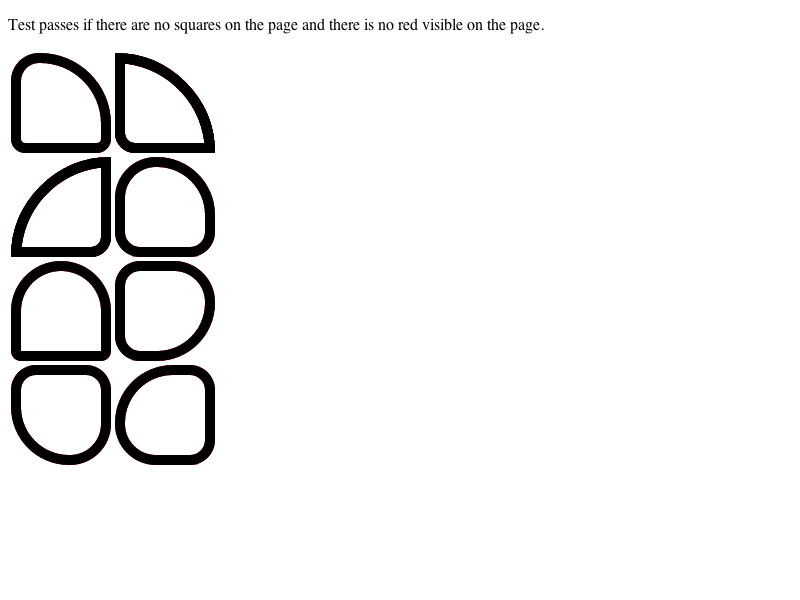 Test passes if there are no squares on the page and there is no red visible on the page.